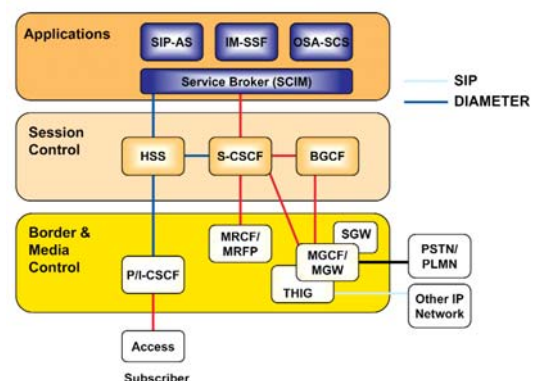 Applications
SIP-AS
IM-SSF
OSA-SCS
Service Broker (SCIM)
SIP
DIAMETER
Session
Control
HSS
S-CSCF
BGCF
Border &
Media
Control
P/I-CSCF
MRCF/
MRFP
SGW
MGCF/
MGW
THIG
PSTN/
PLMN
Other IP
Network
Access
Subscriber